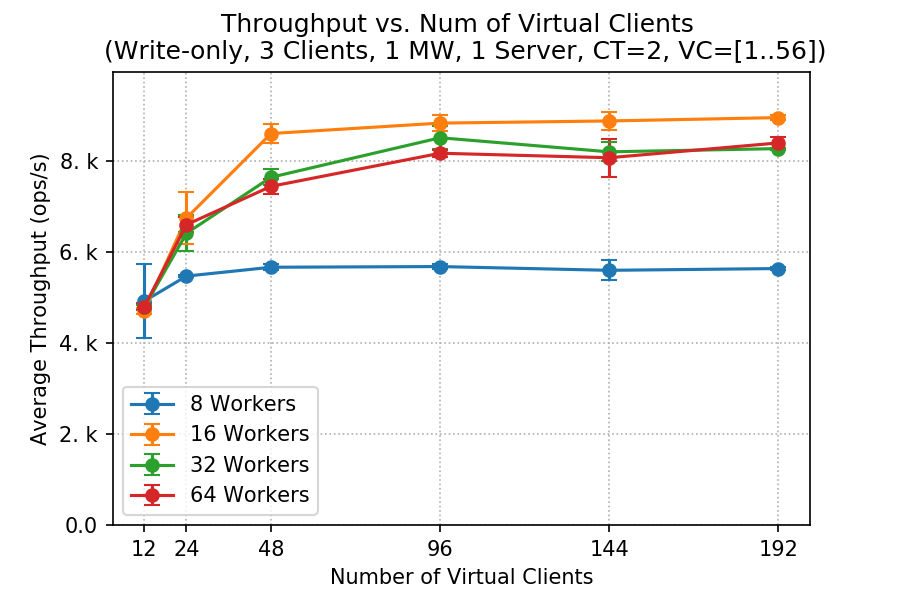 Throughput vs. Num of Virtual Clients
(Write-only, 3 Clients, 1 MW, 1 Server, CT=2, VC=[1..56])
Average Throughput (ops/s)
8. k
6. k
4. k
2. k
0.0
8 Workers
16 Workers
32 Workers
64 Workers
12 24 48 96 144 192
Number of Virtual Clients